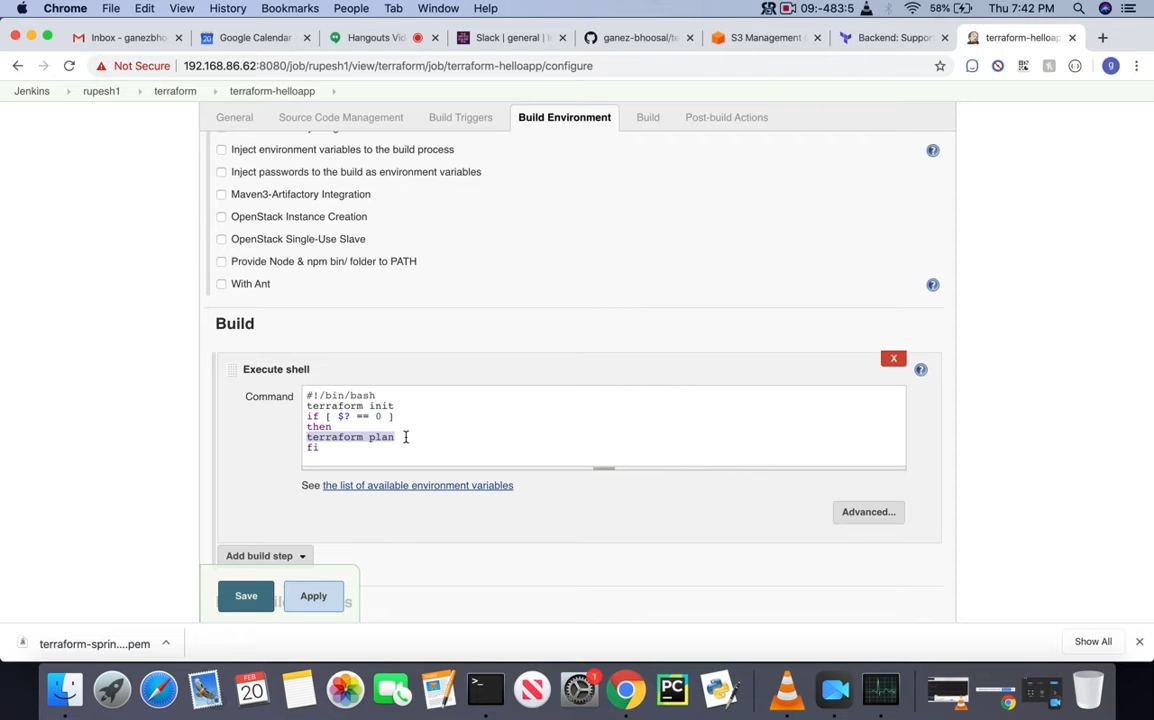 Chrome File Edit View History Bookmarks People Tab Window Help 09:-483:5 58% Thu 7:42 PM
Inbox - ganezbho Google Calendar Hangouts Vid Slack | general | ganez-bhoosal/te S3 Management Backend: Suppor terraform-helloap
Not Secure 192.168.86.62:8080/job/rupesh1/view/terraform/job/terraform-helloapp/configure g
Jenkins rupesh1 terraform terraform-helloapp
General Source Code Management Build Triggers Build Environment Build Post-build Actions
Inject environment variables to the build process
Inject passwords to the build as environment variables
Maven3-Artifactory Integration
OpenStack Instance Creation
OpenStack Single-Use Slave
Provide Node & npm bin/ folder to PATH
With Ant
Build
X
Execute shell
Command
#!/bin/bash
terraform init
if [ $? == 0 ]
then
terraform plan
fi
See the list of available environment variables
Advanced...
Add build step
Save Apply
terraform-sprin....pem Show All
FEB
20
1
PC